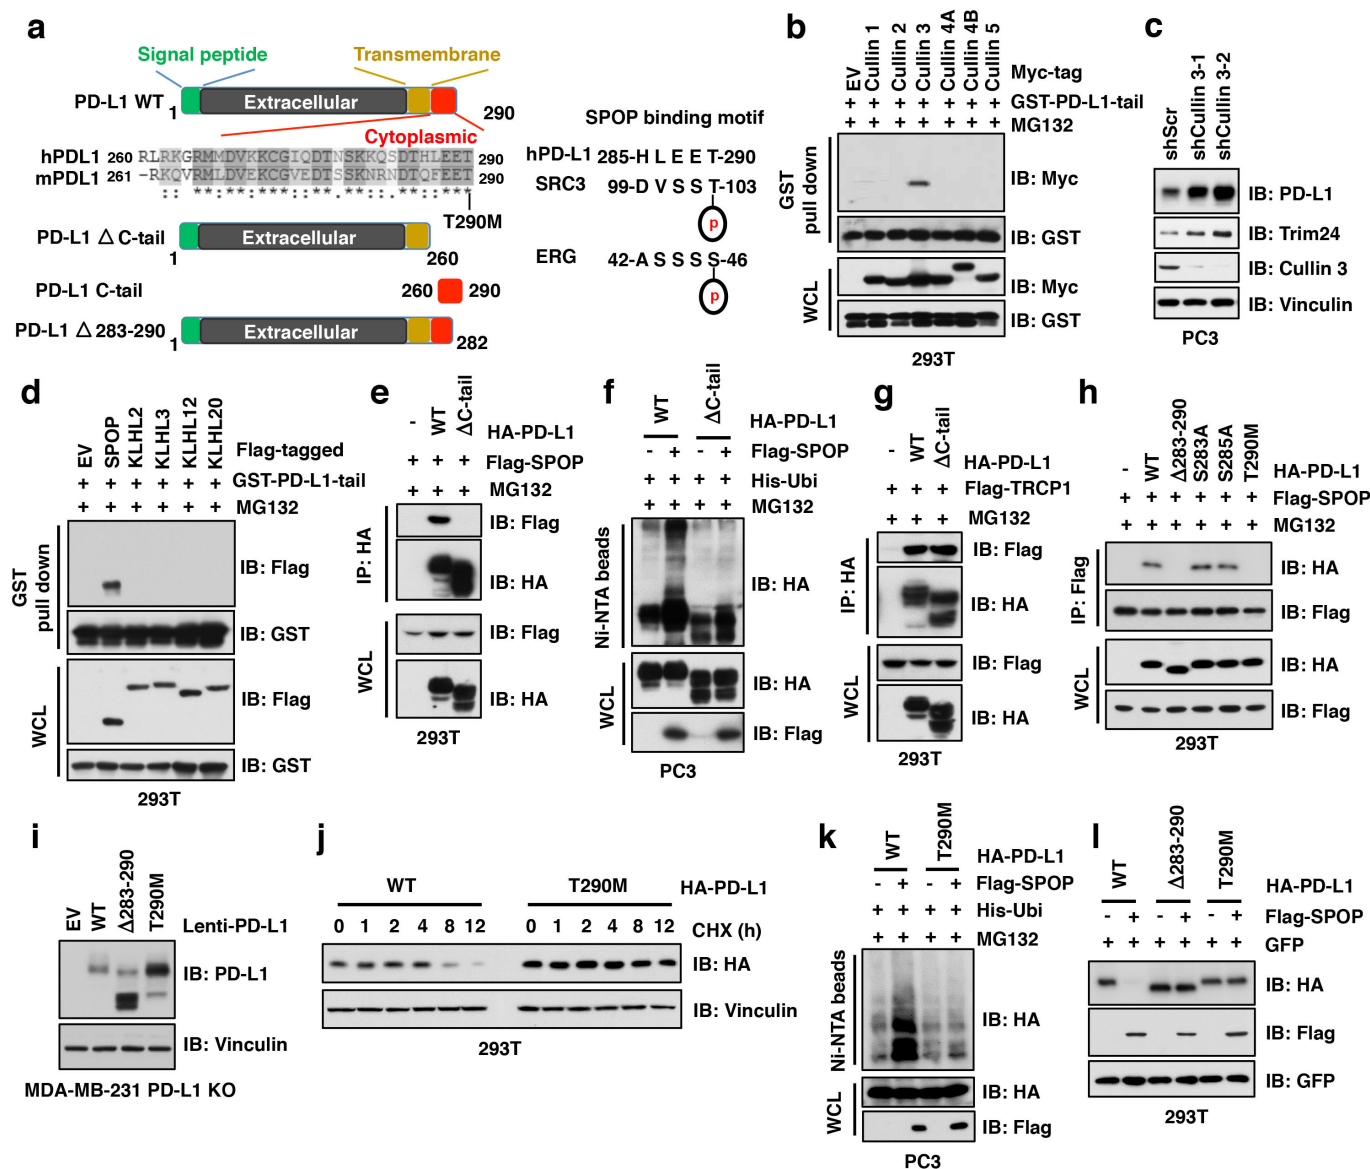 a
Signal peptide
Transmembrane
PD-L1 WT
Extracellular
1
290
Cytoplasmic
hPDL1 260 RLRKGRMMDVKKCGIQDTNSKKQSDTHLEET 290
mPDL1 261 -RKQVRMLDVEKCGVEDTSSKNRNDTQFEET 290
T290M
PD-L1 △ C-tail
Extracellular
1
260
PD-L1 C-tail
260
290
PD-L1 △ 283-290
Extracellular
1
282
SPOP binding motif
hPD-L1 285-H L E E T-290
SRC3 99-D V S S T-103
p
ERG 42-A S S S S-46
p
b
EV
Cullin 1
Cullin 2
Cullin 3
Cullin 4A
Cullin 4B
Cullin 5
Myc-tag
+ + + + + + + GST-PD-L1-tail
+ + + + + + + MG132
GST
pull down
IB: Myc
IB: GST
WCL
IB: Myc
IB: GST
293T
c
shScr
shCullin 3-1
shCullin 3-2
IB: PD-L1
IB: Trim24
IB: Cullin 3
IB: Vinculin
PC3
d
EV
SPOP
KLHL2
KLHL3
KLHL12
KLHL20
Flag-tagged
+ + + + + + GST-PD-L1-tail
+ + + + + + MG132
GST
pull down
IB: Flag
IB: GST
WCL
IB: Flag
IB: GST
293T
e
- WT ΔC-tail HA-PD-L1
+ + + Flag-SPOP
+ + + MG132
IP: HA
IB: Flag
IB: HA
WCL
IB: Flag
IB: HA
293T
f
WT
ΔC-tail
HA-PD-L1
- + - + Flag-SPOP
+ + + + His-Ubi
+ + + + MG132
Ni-NTA beads
IB: HA
WCL
IB: HA
IB: Flag
PC3
g
- WT ΔC-tail HA-PD-L1
+ + + Flag-TRCP1
+ + + MG132
IP: HA
IB: Flag
IB: HA
WCL
IB: Flag
IB: HA
293T
h
- WT Δ283-290 S283A S285A T290M HA-PD-L1
+ + + + + + Flag-SPOP
+ + + + + + MG132
IP: Flag
IB: HA
IB: Flag
WCL
IB: HA
IB: Flag
293T
i
EV
WT
Δ283-290
T290M
Lenti-PD-L1
IB: PD-L1
IB: Vinculin
MDA-MB-231 PD-L1 KO
j
WT
T290M
HA-PD-L1
0 1 2 4 8 12 0 1 2 4 8 12 CHX (h)
IB: HA
IB: Vinculin
293T
k
WT
T290M
HA-PD-L1
- + - + Flag-SPOP
+ + + + His-Ubi
+ + + + MG132
Ni-NTA beads
IB: HA
WCL
IB: HA
IB: Flag
PC3
l
WT
Δ283-290
T290M
HA-PD-L1
- + - + - + Flag-SPOP
+ + + + + + GFP
IB: HA
IB: Flag
IB: GFP
293T